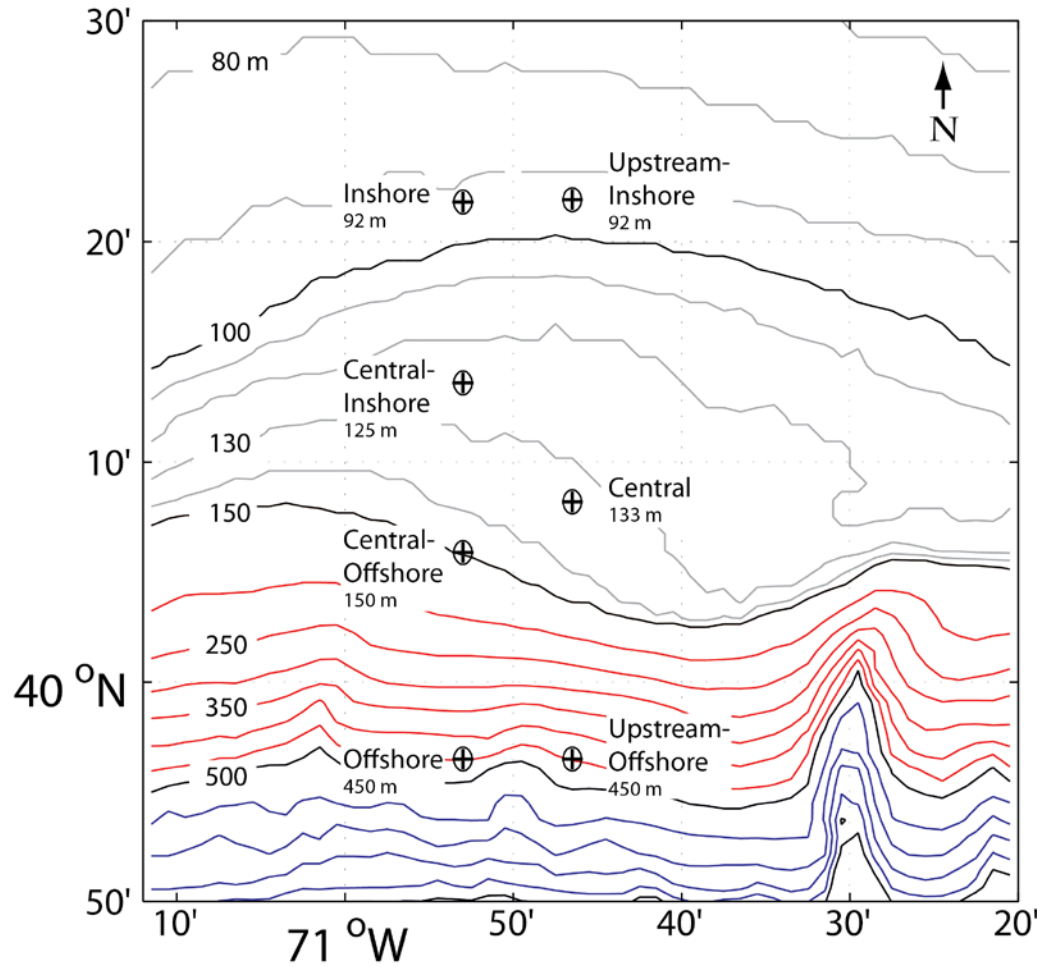 30'
80 m
N
Inshore
92 m
Upstream-
Inshore
92 m
20'
100
Central-
Inshore
125 m
130
10'
Central
133 m
150
Central-
Offshore
150 m
250
40 °N
350
Offshore
450 m
Upstream-
Offshore
450 m
500
50'
10'
71 °W
50'
40'
30'
20'